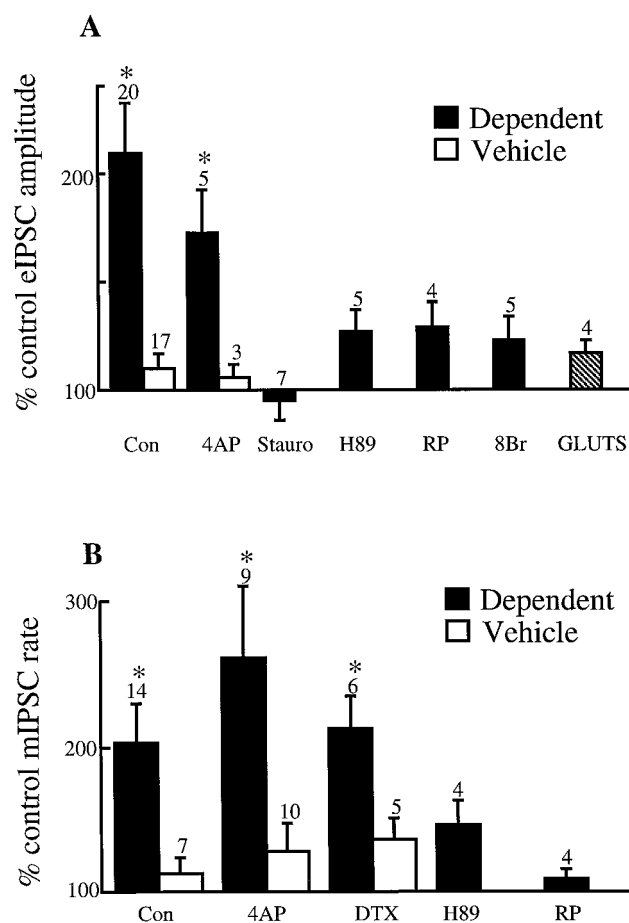 A
% control eIPSC amplitude
200
100
*
20
17
*
5
3
7
5
4
5
4
Dependent
Vehicle
Con 4AP Stauro H89 RP 8Br GLUTS
B
% control mIPSC rate
300
200
100
*
14
7
*
9
10
*
6
5
4
4
Dependent
Vehicle
Con 4AP DTX H89 RP